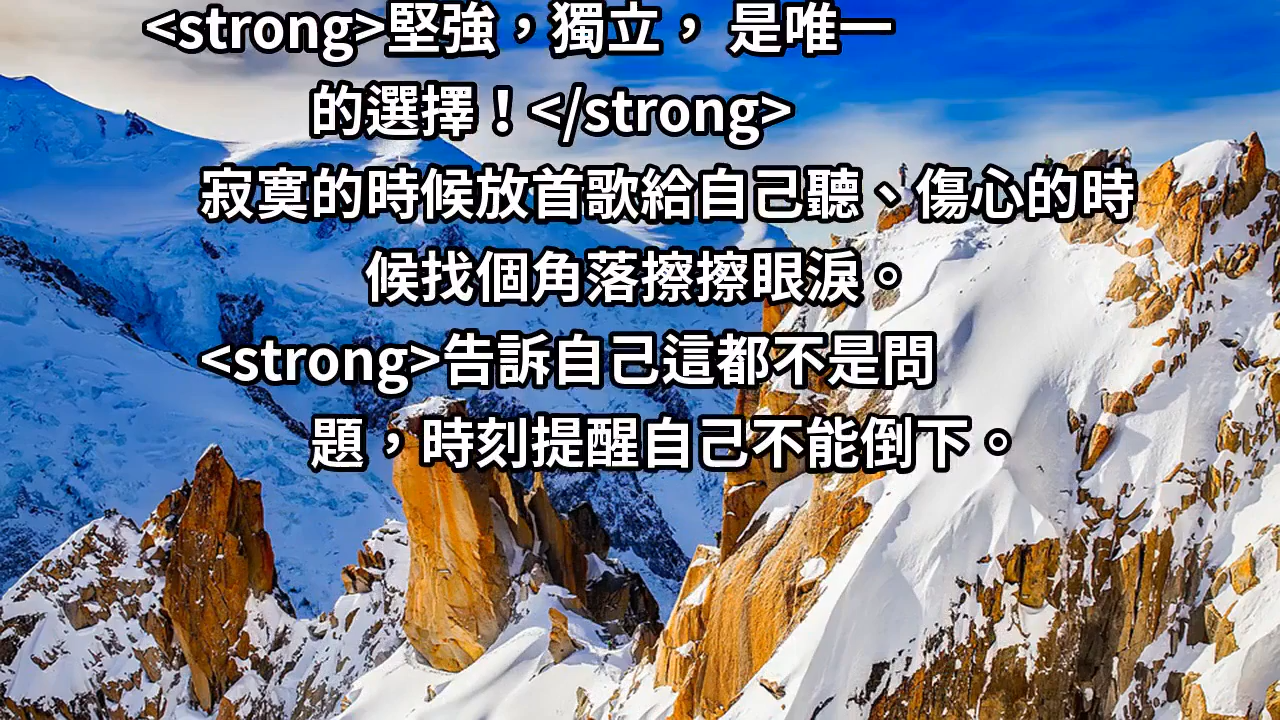 <strong>堅強，獨立， 是唯一
的選擇！</strong>
寂寞的時候放首歌給自己聽、傷心的時
候找個角落擦擦眼淚。
<strong>告訴自己這都不是問
題，時刻提醒自己不能倒下。